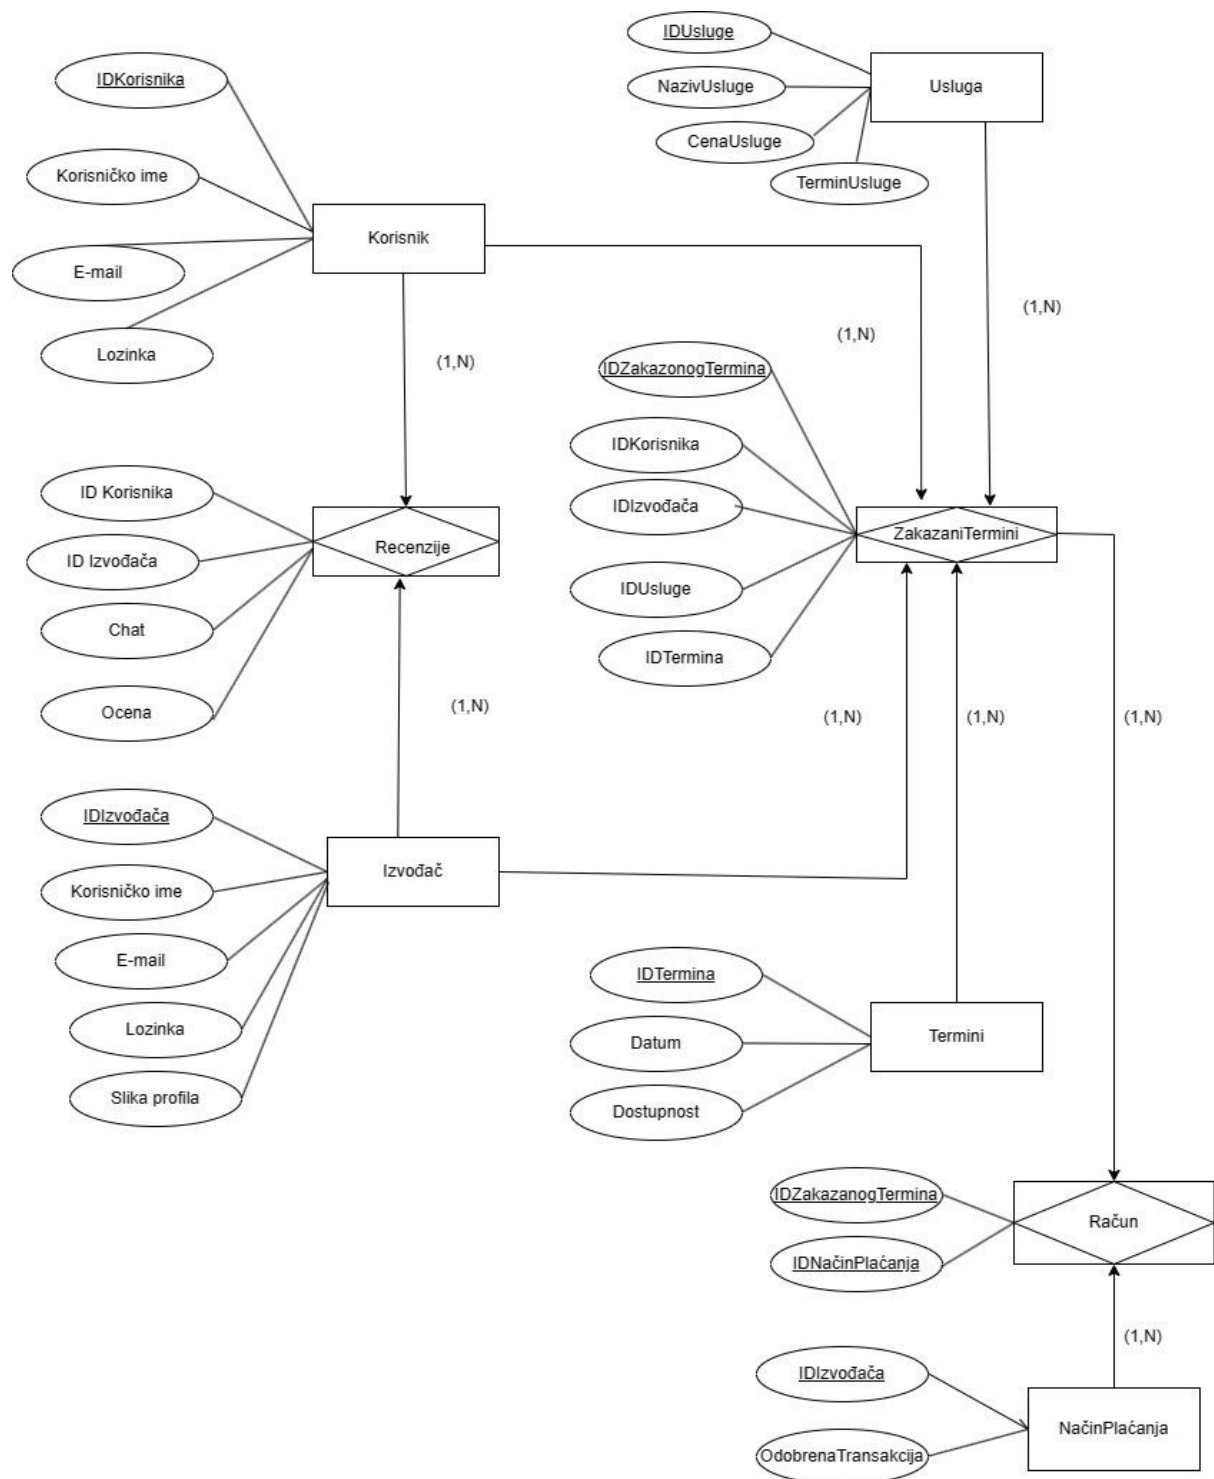 IDUsluge
NazivUsluge
CenaUsluge
TerminUsluge
Usluga
(1,N)
IDKorisnika
Korisničko ime
E-mail
Lozinka
Korisnik
(1,N)
(1,N)
IDZakazonogTermina
IDKorisnika
IDIzvođača
IDUsluge
IDTermina
ZakazaniTermini
ID Korisnika
ID Izvođača
Chat
Ocena
Recenzije
(1,N)
(1,N)
(1,N)
(1,N)
IDIzvođača
Korisničko ime
E-mail
Lozinka
Slika profila
Izvođač
IDTermina
Datum
Dostupnost
Termini
IDZakazanogTermina
IDNačinPlaćanja
Račun
(1,N)
IDIzvođača
OdobrenaTransakcija
NačinPlaćanja